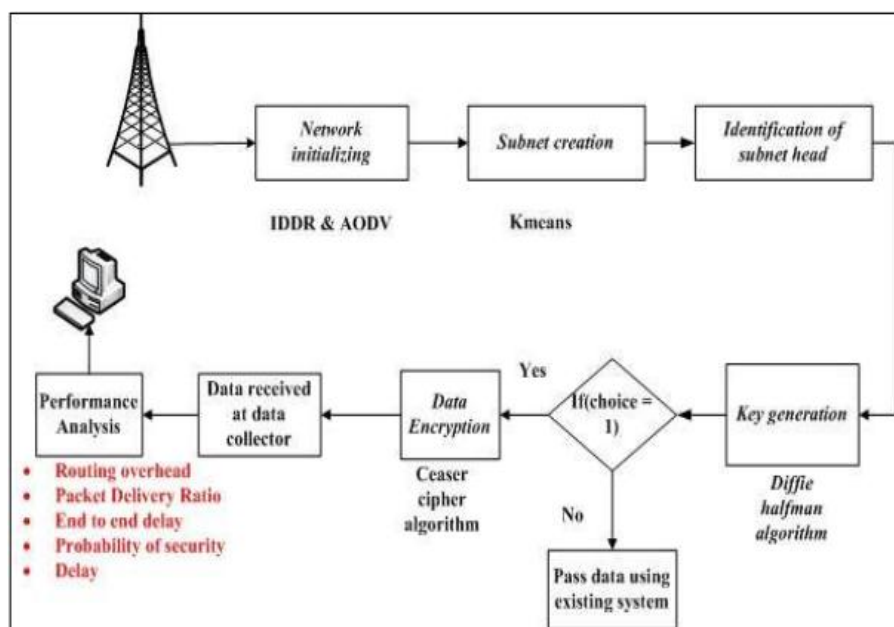 Network
initializing
Subnet creation
Identification of
subnet head
IDDR & AODV
Kmeans
Key generation
Diffie
halfman
algorithm
If(choice =
1)
Yes
No
Pass data using
existing system
Data
Encryption
Ceaser
cipher
algorithm
Data received
at data
collector
Performance
Analysis
• Routing overhead
• Packet Delivery Ratio
• End to end delay
• Probability of security
• Delay